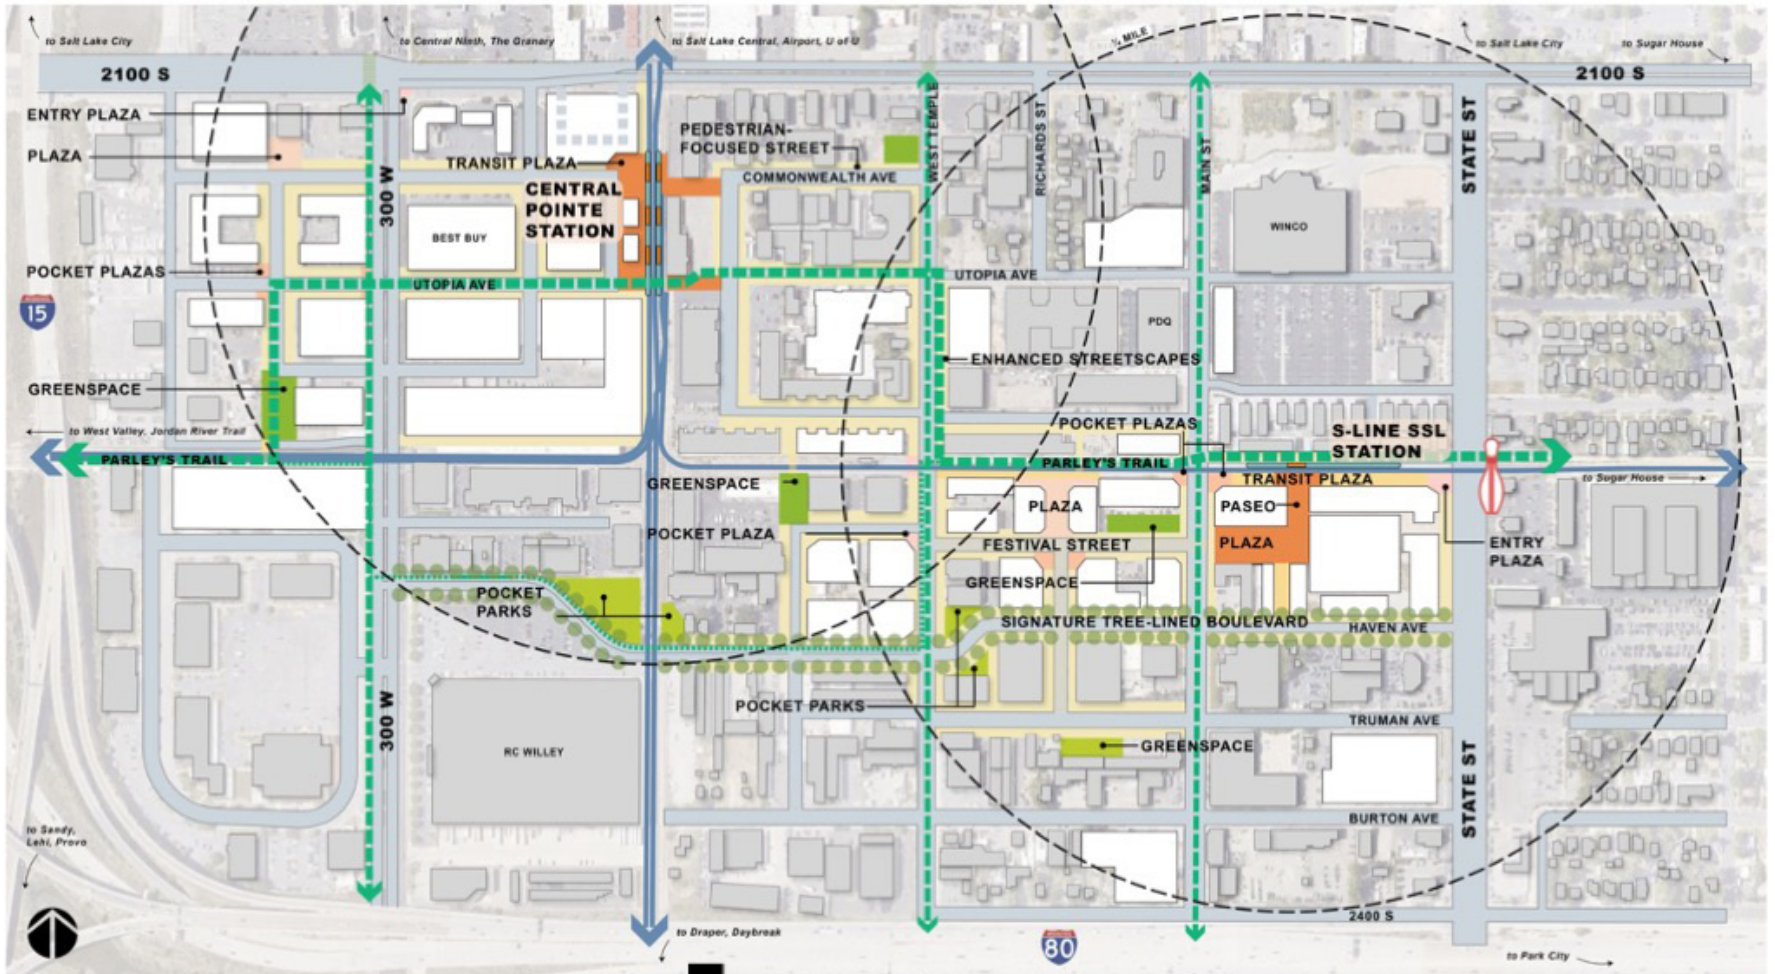 to Salt Lake City
to Central Ninth, The Granary
to Salt Lake Central, Airport, U of U
¼ MILE
to Salt Lake City
to Sugar House
2100 S
2100 S
ENTRY PLAZA
PLAZA
TRANSIT PLAZA
PEDESTRIAN-
FOCUSED STREET
COMMONWEALTH AVE
WEST TEMPLE
RICHARDS ST
MAIN ST
STATE ST
300 W
CENTRAL
POINTE
STATION
BEST BUY
WINCO
POCKET PLAZAS
UTOPIA AVE
UTOPIA AVE
15
PDQ
ENHANCED STREETSCAPES
GREENSPACE
to West Valley, Jordan River Trail
POCKET PLAZAS
S-LINE SSL
STATION
PARLEY'S TRAIL
PARLEY'S TRAIL
TRANSIT PLAZA
to Sugar House
GREENSPACE
PLAZA
PASEO
POCKET PLAZA
FESTIVAL STREET
PLAZA
ENTRY
PLAZA
GREENSPACE
POCKET
PARKS
SIGNATURE TREE-LINED BOULEVARD
HAVEN AVE
300 W
POCKET PARKS
TRUMAN AVE
RC WILLEY
GREENSPACE
STATE ST
BURTON AVE
to Sandy,
Lehi, Provo
2400 S
to Draper, Daybreak
80
to Park City